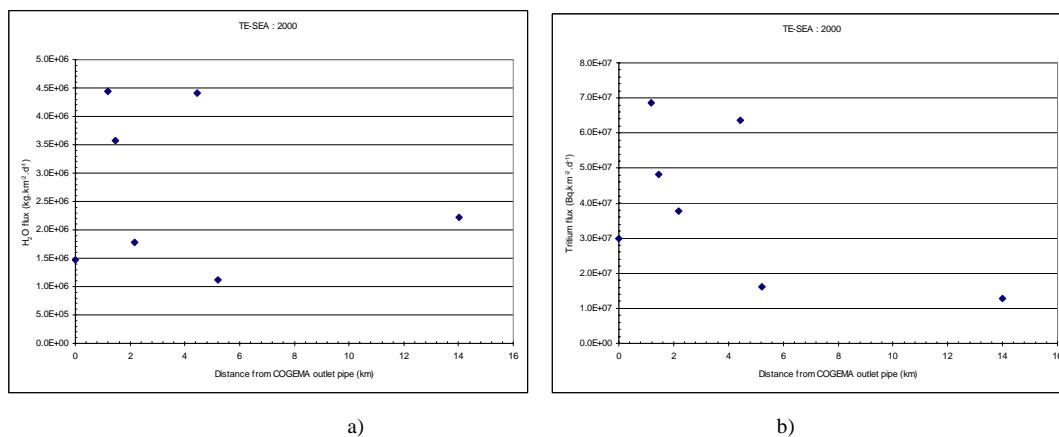 TE-SEA : 2000
5.0E+06
4.5E+06
4.0E+06
3.5E+06
3.0E+06
2.5E+06
2.0E+06
1.5E+06
1.0E+06
5.0E+05
0.0E+00
H₂O flux (kg.km⁻².d⁻¹)
0 2 4 6 8 10 12 14 16
Distance from COGEMA outlet pipe (km)
a)
TE-SEA : 2000
8.0E+07
7.0E+07
6.0E+07
5.0E+07
4.0E+07
3.0E+07
2.0E+07
1.0E+07
0.0E+00
Tritium flux (Bq.km⁻².d⁻¹)
0 2 4 6 8 10 12 14 16
Distance from COGEMA outlet pipe (km)
b)